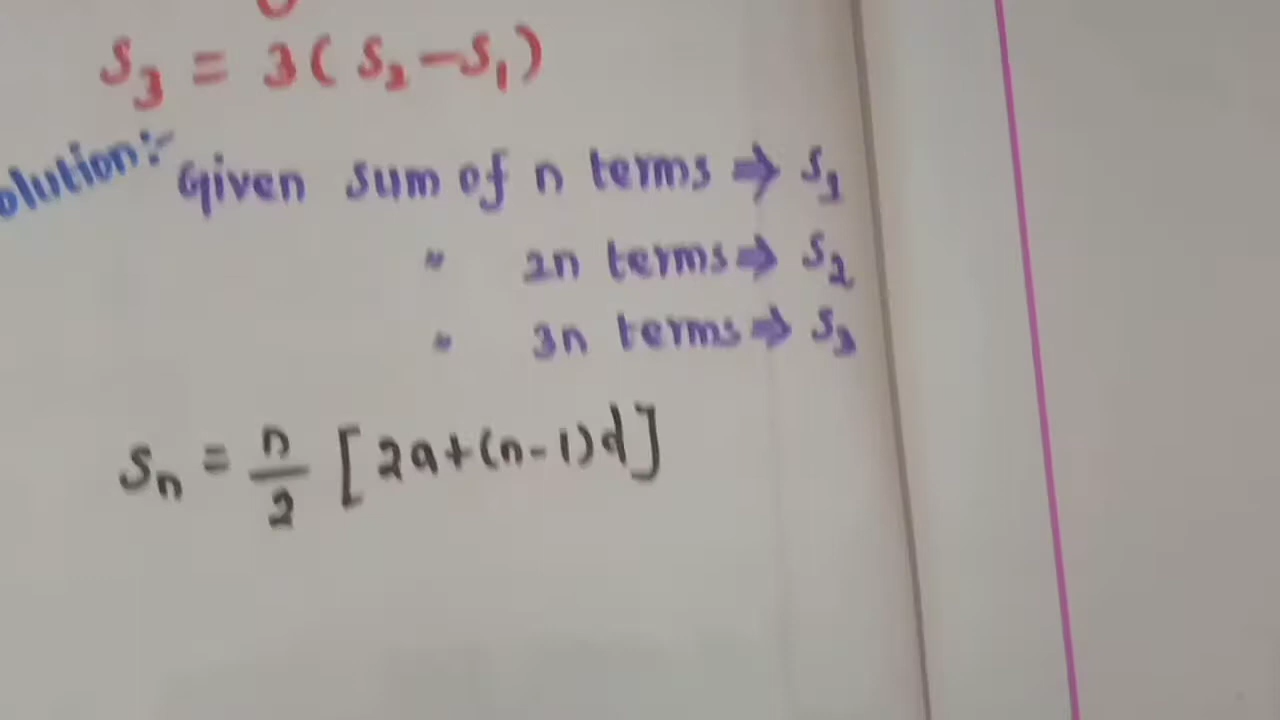 S₃ = 3(S₂-S₁)
olution:- Given sum of n terms ⇒ S₁
" 2n terms ⇒ S₂
" 3n terms ⇒ S₃
Sₙ = n/2 [2a+(n-1)d]